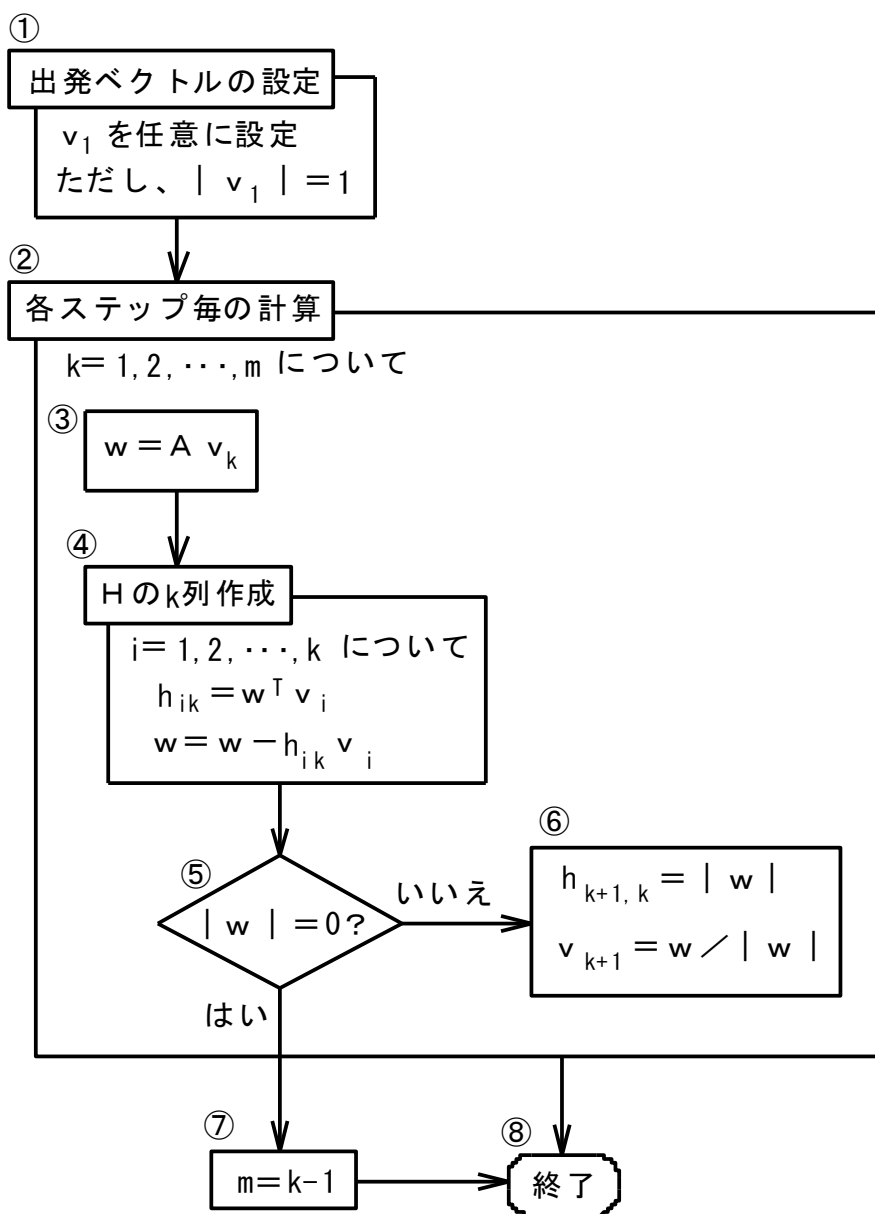 ①
出発ベクトルの設定
v1 を任意に設定
ただし、| v1 |＝1
②
各ステップ毎の計算
k＝1,2,･･･,m について
③
w＝A vk
④
Hのk列作成
i＝1,2,･･･,k について
hik＝wT vi
w＝w－hik vi
⑤
| w |＝0?
いいえ
はい
⑥
hk+1,k＝| w |
vk+1＝w／| w |
⑦
m＝k-1
⑧
終了